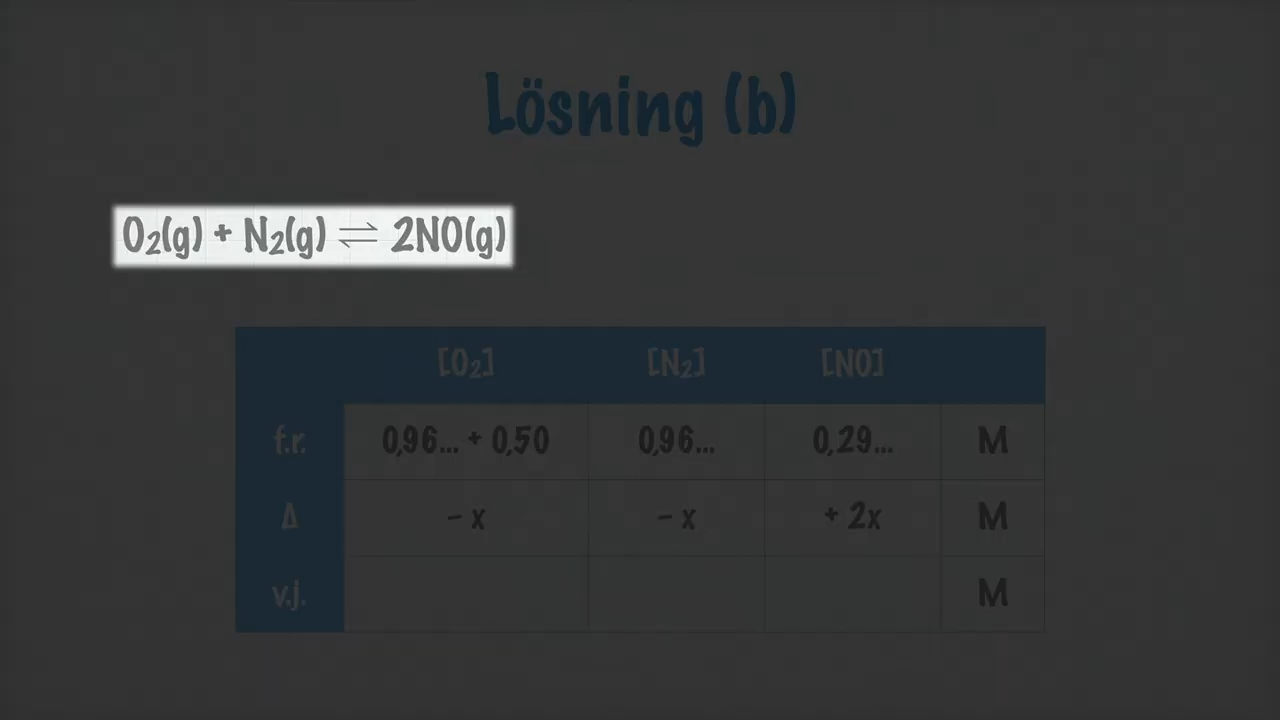 Lösning (b)
O₂(g) + N₂(g) ⇌ 2NO(g)
[O₂] [N₂] [NO]
f.r. 0,96... + 0,50 0,96... 0,29... M
Δ - x - x + 2x M
v.j. M